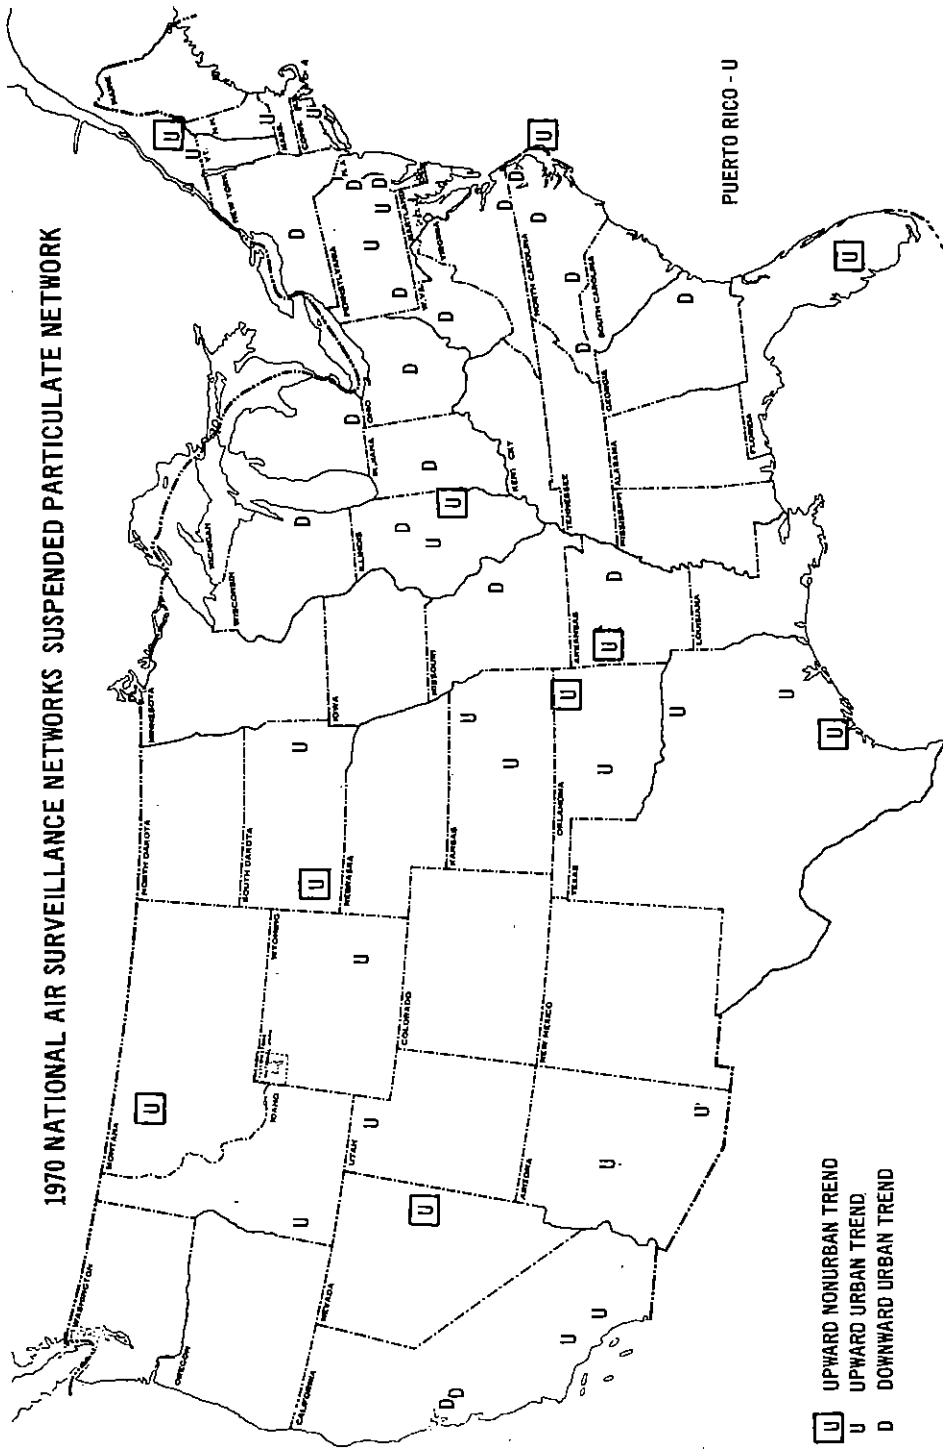 1970 NATIONAL AIR SURVEILLANCE NETWORKS SUSPENDED PARTICULATE NETWORK
WASHINGTON
MONTANA
NORTH DAKOTA
MINNESOTA
MICHIGAN
MAINE
U
U
U
N.H.
VT.
OREGON
IDAHO
WYOMING
SOUTH DAKOTA
WISCONSIN
NEW YORK
MASS.
CONN.
U
U
U
U
U
D
D
CALIFORNIA
NEVADA
UTAH
COLORADO
NEBRASKA
IOWA
ILLINOIS
INDIANA
OHIO
PENNSYLVANIA
MARYLAND
W.VA.
VIRGINIA
U
U
U
U
D
D
D
D
D
D
D
D
U
U
D
D
U
U
D
ARIZONA
NEW MEXICO
KANSAS
MISSOURI
KENTUCKY
TENNESSEE
NORTH CAROLINA
SOUTH CAROLINA
U
U
D
D
D
D
D
D
U
U
U
U
U
TEXAS
OKLAHOMA
ARKANSAS
MISSISSIPPI
ALABAMA
GEORGIA
U
U
U
D
D
LOUISIANA
FLORIDA
U
U
U
U
PUERTO RICO - U
U UPWARD NONURBAN TREND
U UPWARD URBAN TREND
D DOWNWARD URBAN TREND